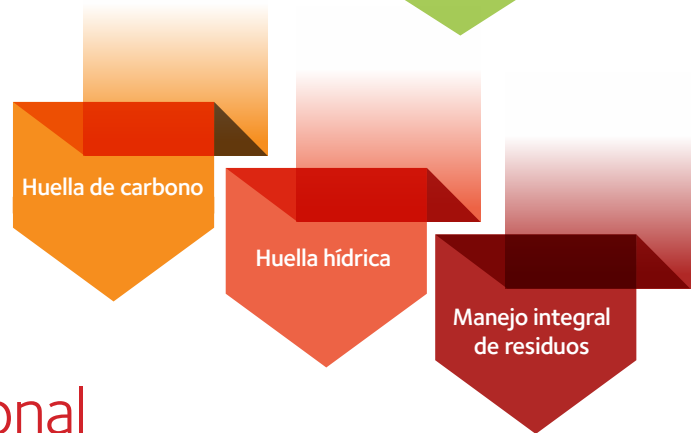 Huella de carbono
Huella hídrica
Manejo integral
de residuos
onal